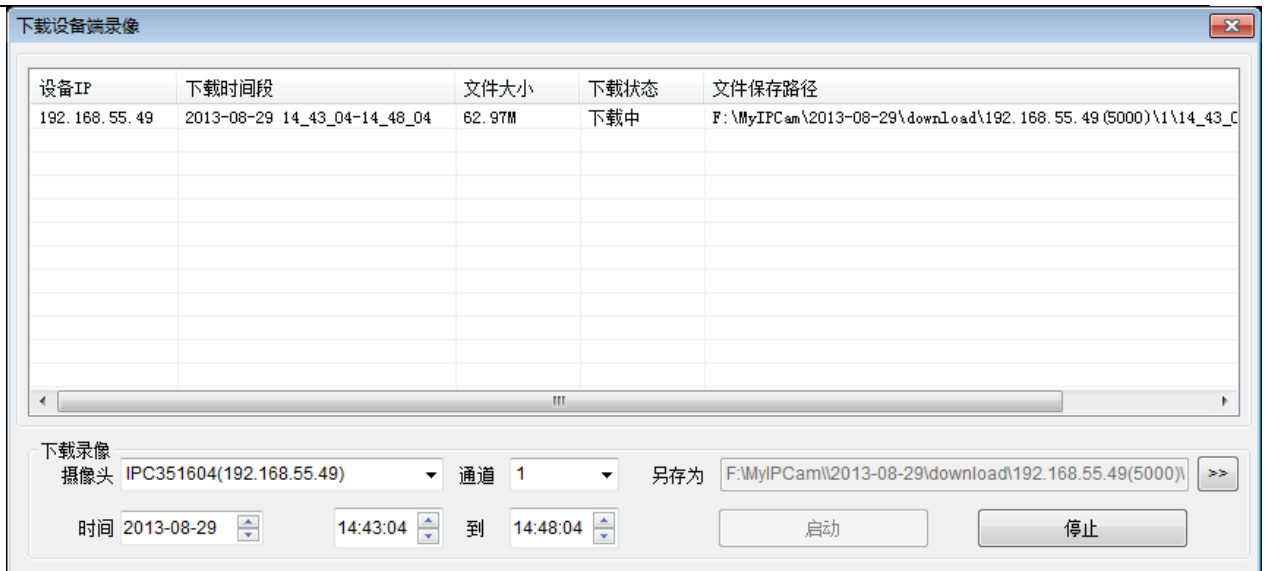 下载设备端录像
设备IP 下载时间段 文件大小 下载状态 文件保存路径
192.168.55.49 2013-08-29 14_43_04-14_48_04 62.97M 下载中 F:\MyIPCam\2013-08-29\download\192.168.55.49(5000)\1\14_43_0
下载录像
摄像头 IPC351604(192.168.55.49) 通道 1 另存为 F:\MyIPCam\\2013-08-29\download\192.168.55.49(5000)\ >>
时间 2013-08-29 14:43:04 到 14:48:04 启动 停止